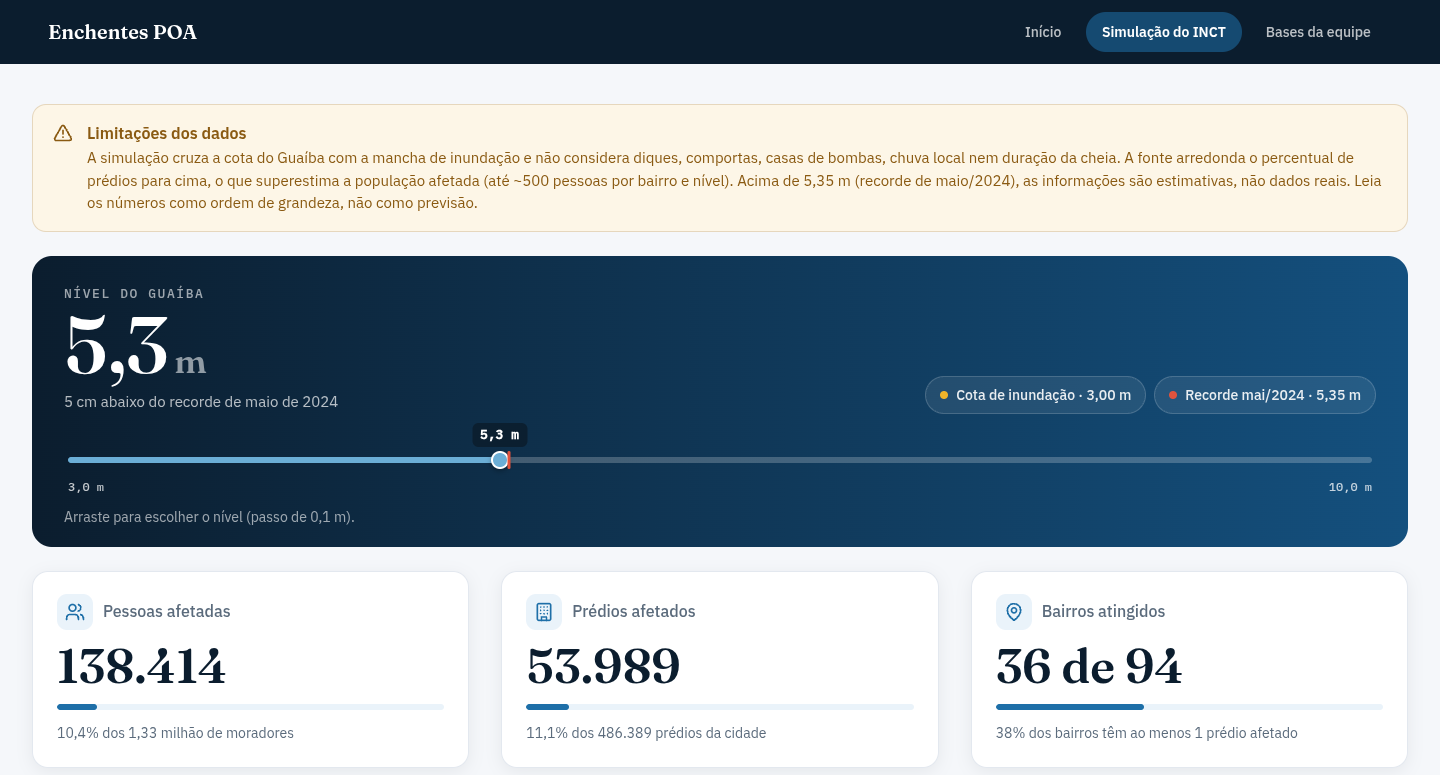 Enchentes POA
Início
Simulação do INCT
Bases da equipe
Limitações dos dados
A simulação cruza a cota do Guaíba com a mancha de inundação e não considera diques, comportas, casas de bombas, chuva local nem duração da cheia. A fonte arredonda o percentual de
prédios para cima, o que superestima a população afetada (até ~500 pessoas por bairro e nível). Acima de 5,35 m (recorde de maio/2024), as informações são estimativas, não dados reais. Leia
os números como ordem de grandeza, não como previsão.
NÍVEL DO GUAÍBA
5,3 m
5 cm abaixo do recorde de maio de 2024
Cota de inundação · 3,00 m
Recorde mai/2024 · 5,35 m
5,3 m
3,0 m
10,0 m
Arraste para escolher o nível (passo de 0,1 m).
Pessoas afetadas
138.414
10,4% dos 1,33 milhão de moradores
Prédios afetados
53.989
11,1% dos 486.389 prédios da cidade
Bairros atingidos
36 de 94
38% dos bairros têm ao menos 1 prédio afetado